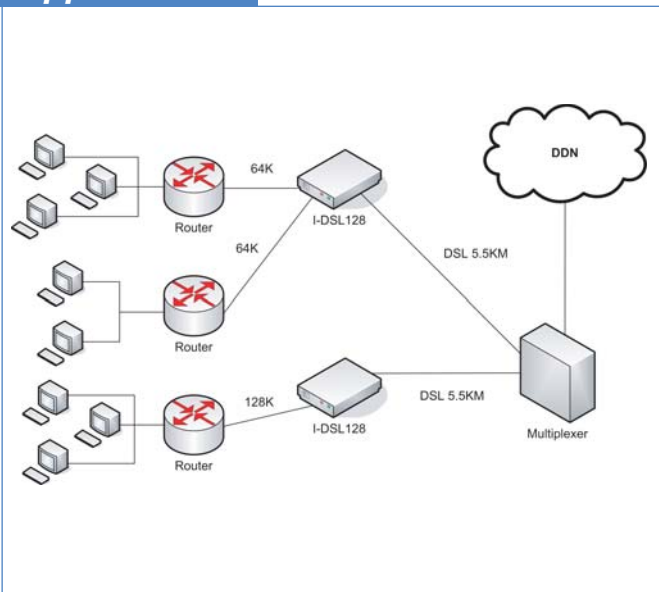 DDN
64K
I-DSL128
Router
64K
DSL 5.5KM
Router
128K
I-DSL128
DSL 5.5KM
Router
Multiplexer